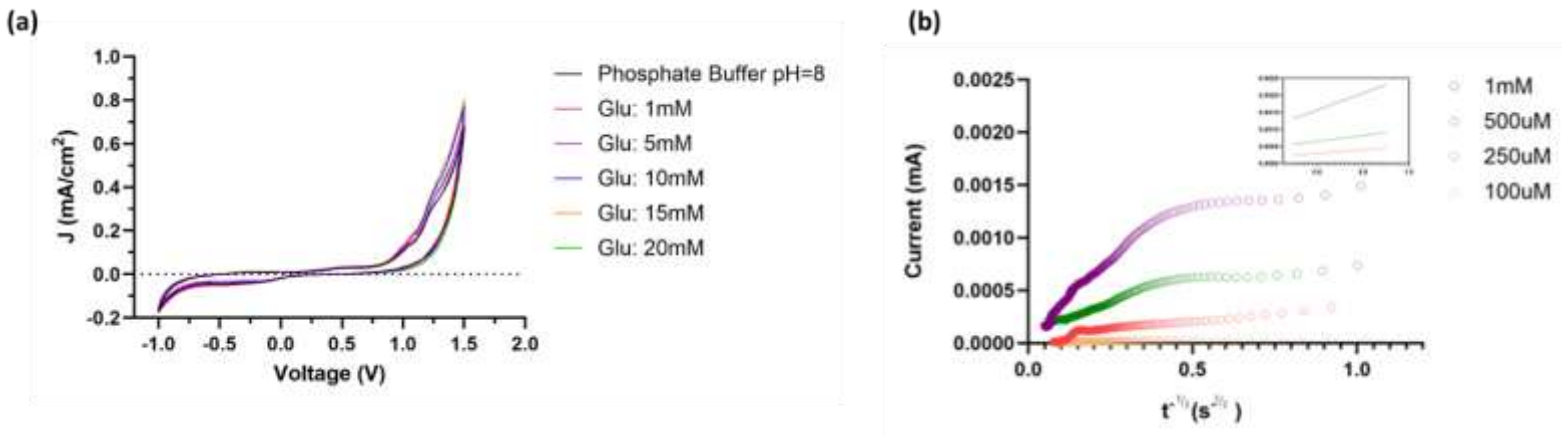 (a)
1.0
0.8
0.6
0.4
0.2
0.0
-0.2
J (mA/cm²)
-1.0 -0.5 0.0 0.5 1.0 1.5 2.0
Voltage (V)
Phosphate Buffer pH=8
Glu: 1mM
Glu: 5mM
Glu: 10mM
Glu: 15mM
Glu: 20mM
(b)
0.0025
0.0020
0.0015
0.0010
0.0005
0.0000
Current (mA)
0.0 0.5 1.0
1mM
500uM
250uM
100uM